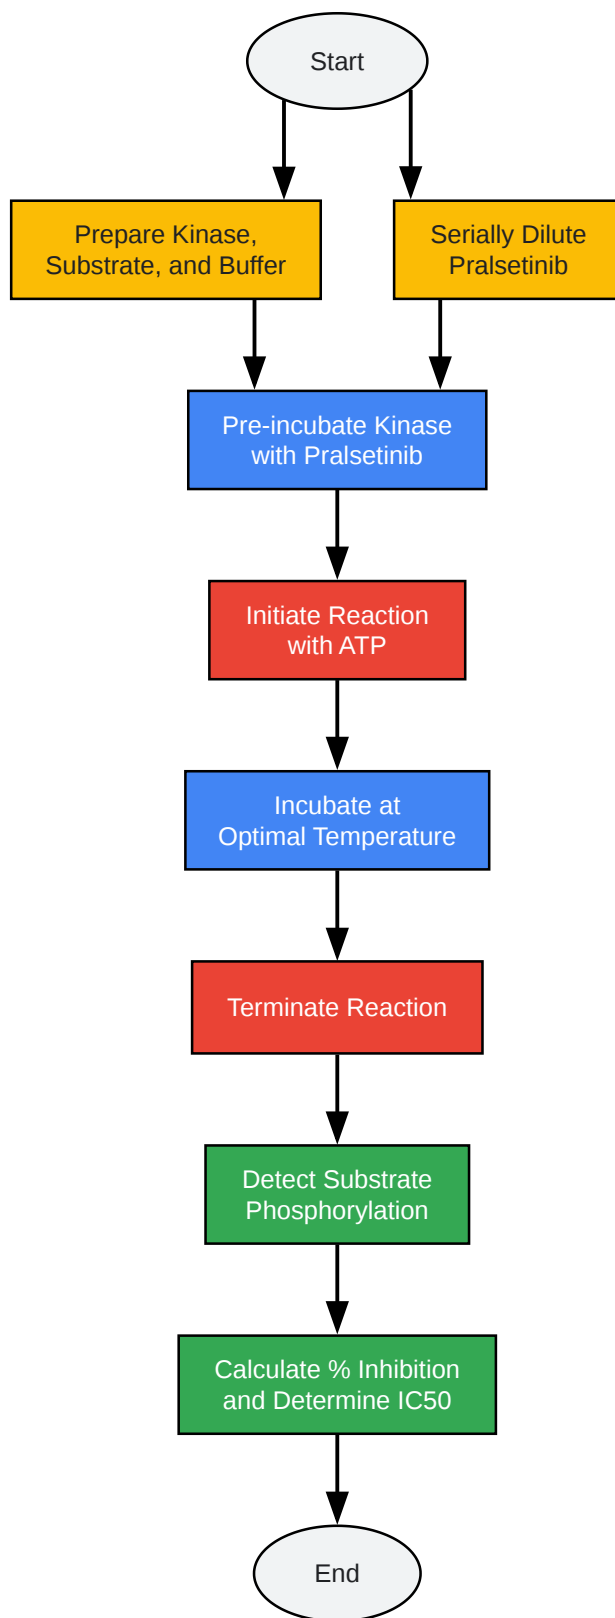 Start
Prepare Kinase,
Substrate, and Buffer
Serially Dilute
Pralsetinib
Pre-incubate Kinase
with Pralsetinib
Initiate Reaction
with ATP
Incubate at
Optimal Temperature
Terminate Reaction
Detect Substrate
Phosphorylation
Calculate % Inhibition
and Determine IC50
End